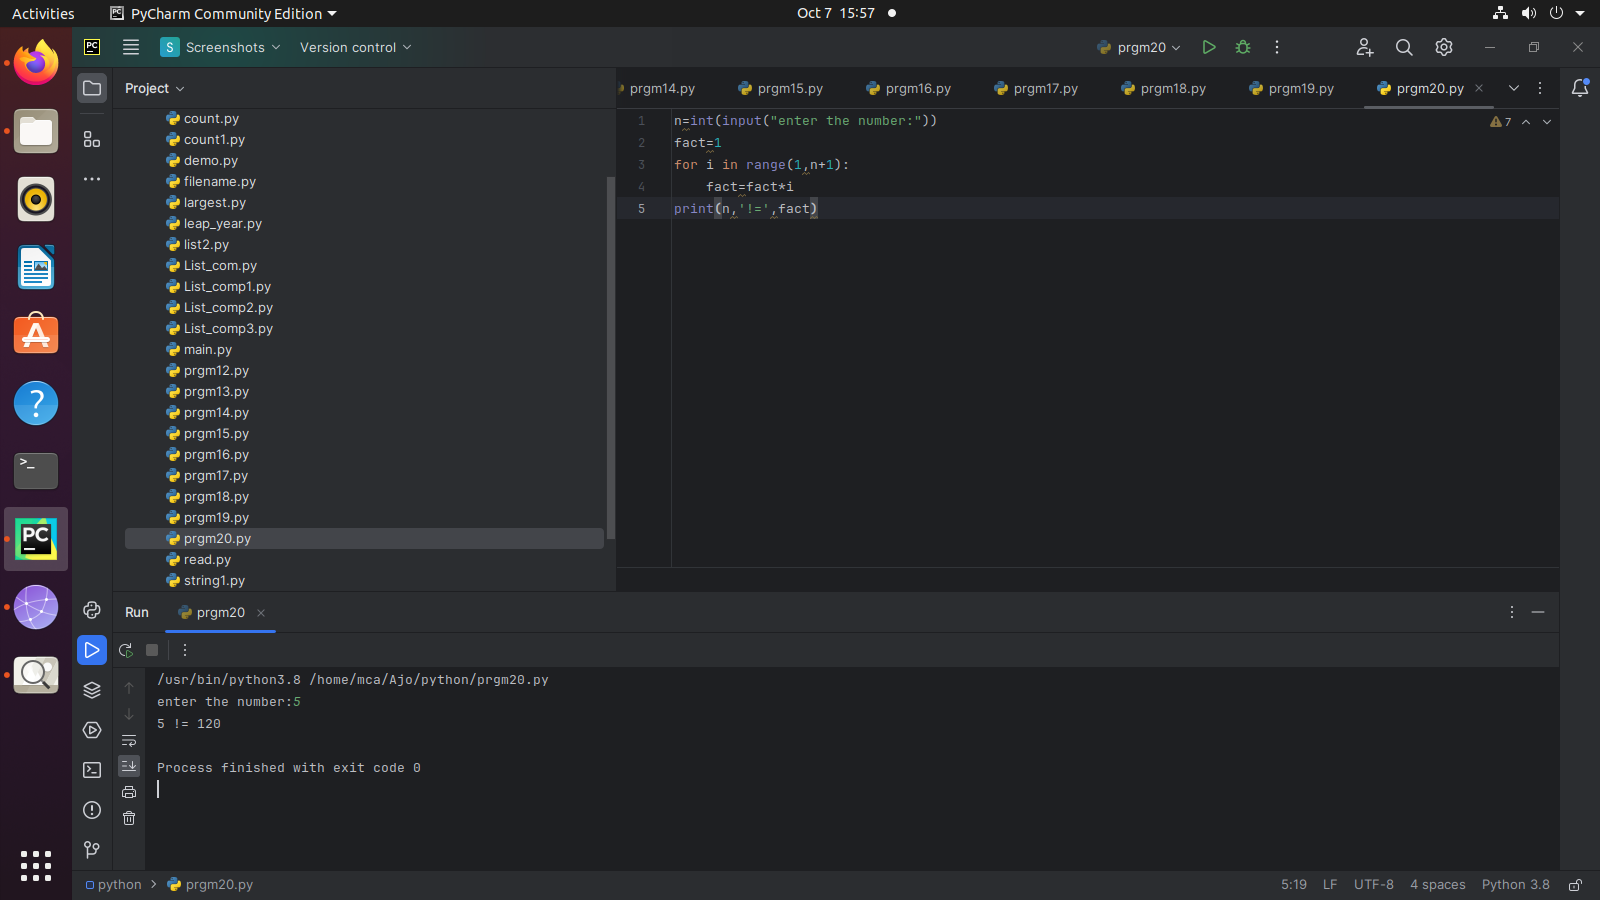 Activities
PyCharm Community Edition
Oct 7 15:57
PC
S Screenshots
Version control
prgm20
Project
prgm14.py
prgm15.py
prgm16.py
prgm17.py
prgm18.py
prgm19.py
prgm20.py
count.py
count1.py
demo.py
filename.py
largest.py
leap_year.py
list2.py
List_com.py
List_comp1.py
List_comp2.py
List_comp3.py
main.py
prgm12.py
prgm13.py
prgm14.py
prgm15.py
prgm16.py
prgm17.py
prgm18.py
prgm19.py
prgm20.py
read.py
string1.py
1 n=int(input("enter the number:"))
2 fact=1
3 for i in range(1,n+1):
4 fact=fact*i
5 print(n,'!=',fact)
7
PC
Run
prgm20
/usr/bin/python3.8 /home/mca/Ajo/python/prgm20.py
enter the number:5
5 != 120
Process finished with exit code 0
python > prgm20.py
5:19 LF UTF-8 4 spaces Python 3.8